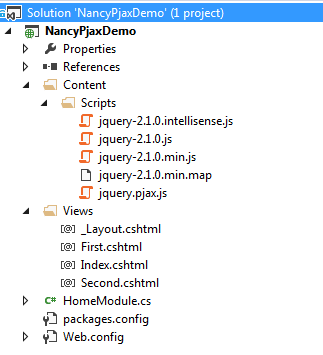 Solution 'NancyPjaxDemo' (1 project)
NancyPjaxDemo
Properties
References
Content
Scripts
jquery-2.1.0.intellisense.js
jquery-2.1.0.js
jquery-2.1.0.min.js
jquery-2.1.0.min.map
jquery.pjax.js
Views
_Layout.cshtml
First.cshtml
Index.cshtml
Second.cshtml
C# HomeModule.cs
packages.config
Web.config